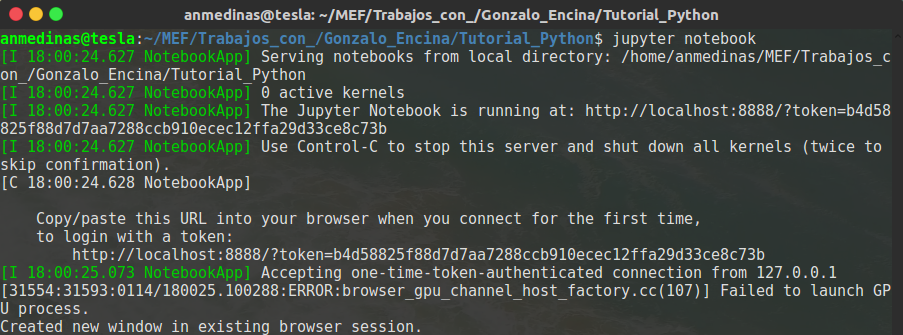 anmedinas@tesla: ~/MEF/Trabajos_con_/Gonzalo_Encina/Tutorial_Python
anmedinas@tesla:~/MEF/Trabajos_con_/Gonzalo_Encina/Tutorial_Python$ jupyter notebook
[I 18:00:24.627 NotebookApp] Serving notebooks from local directory: /home/anmedinas/MEF/Trabajos_c
on_/Gonzalo_Encina/Tutorial_Python
[I 18:00:24.627 NotebookApp] 0 active kernels
[I 18:00:24.627 NotebookApp] The Jupyter Notebook is running at: http://localhost:8888/?token=b4d58
825f88d7d7aa7288ccb910ecec12ffa29d33ce8c73b
[I 18:00:24.627 NotebookApp] Use Control-C to stop this server and shut down all kernels (twice to
skip confirmation).
[C 18:00:24.628 NotebookApp]
Copy/paste this URL into your browser when you connect for the first time,
to login with a token:
http://localhost:8888/?token=b4d58825f88d7d7aa7288ccb910ecec12ffa29d33ce8c73b
[I 18:00:25.073 NotebookApp] Accepting one-time-token-authenticated connection from 127.0.0.1
[31554:31593:0114/180025.100288:ERROR:browser_gpu_channel_host_factory.cc(107)] Failed to launch GP
U process.
Created new window in existing browser session.